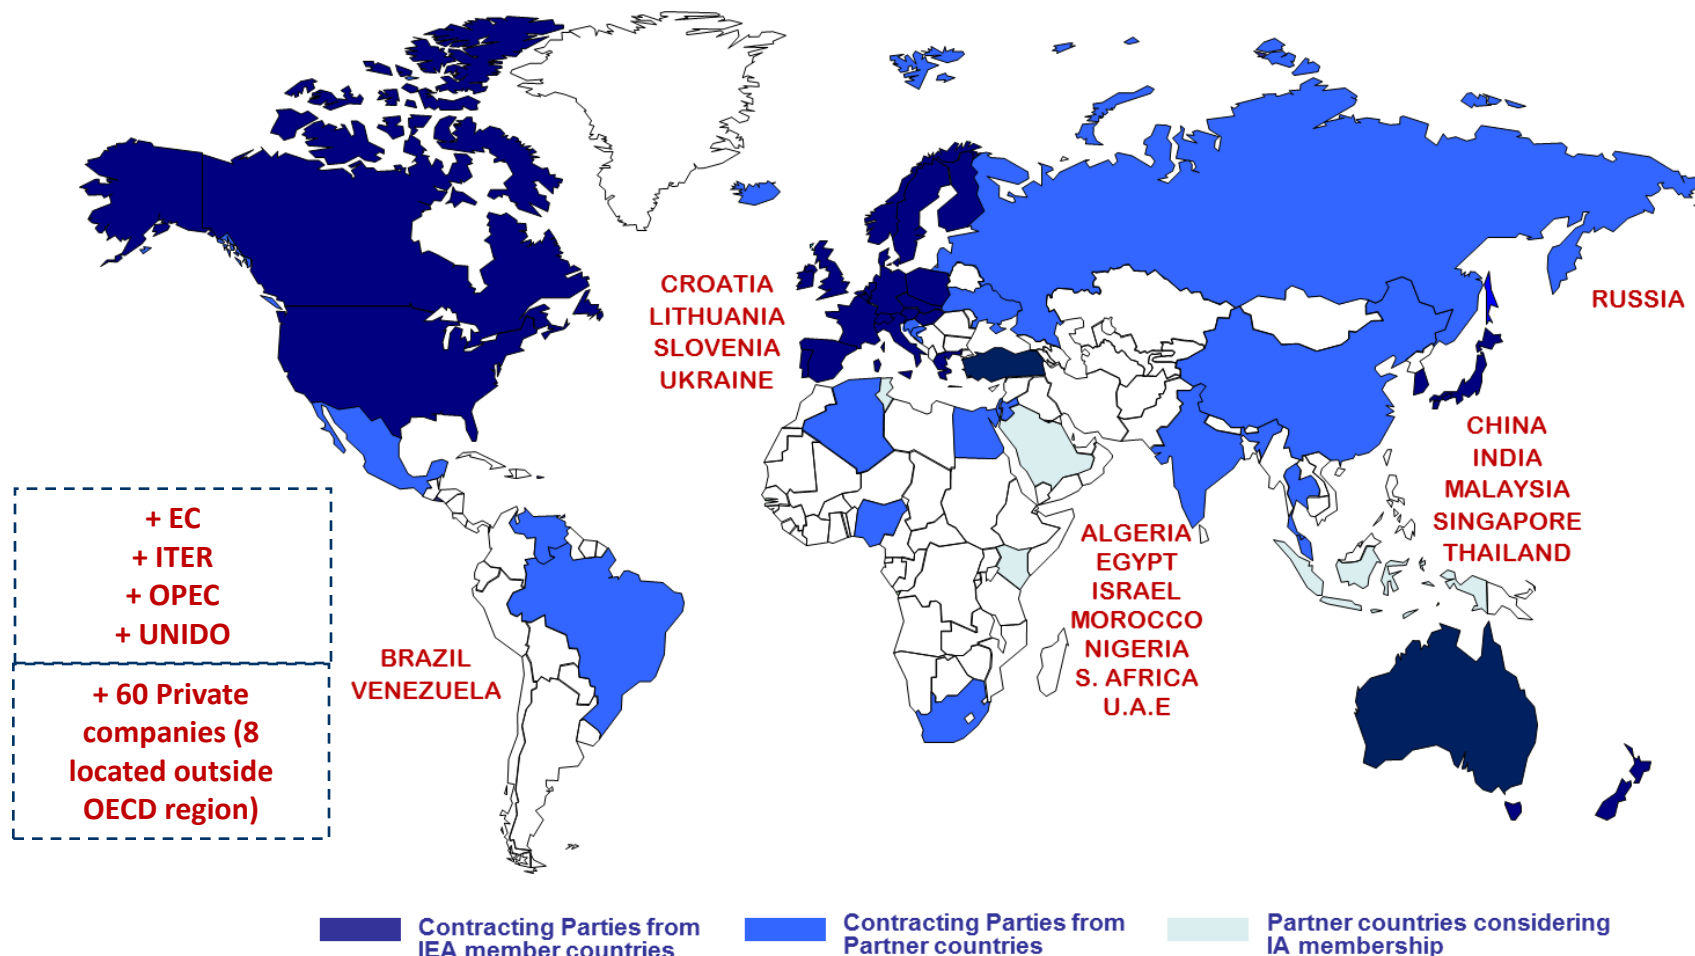 CROATIA
LITHUANIA
SLOVENIA
UKRAINE
RUSSIA
CHINA
INDIA
MALAYSIA
SINGAPORE
THAILAND
+ EC
+ ITER
+ OPEC
+ UNIDO
+ 60 Private
companies (8
located outside
OECD region)
BRAZIL
VENEZUELA
ALGERIA
EGYPT
ISRAEL
MOROCCO
NIGERIA
S. AFRICA
U.A.E
Contracting Parties from
IEA member countries
Contracting Parties from
Partner countries
Partner countries considering
IA membership